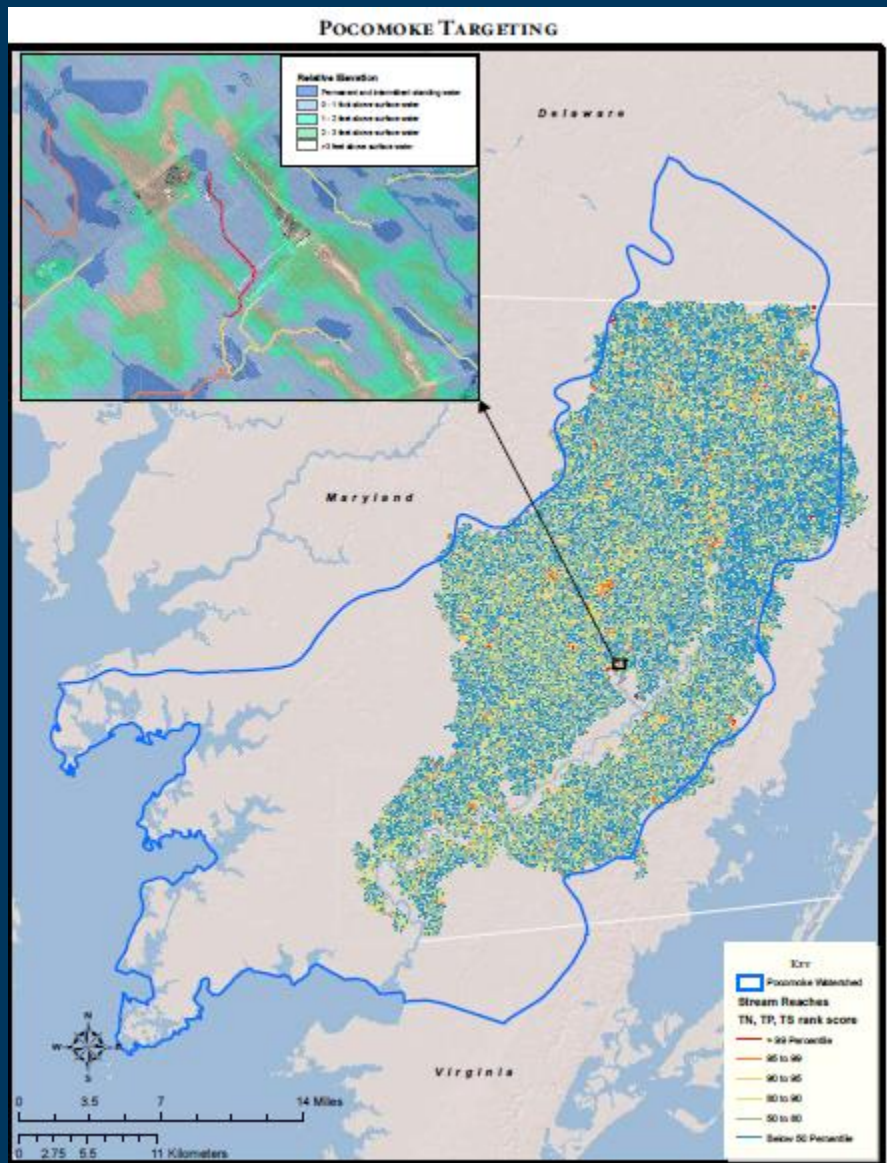 POCOMOKE TARGETING
Relative Elevation
Permanent and intermittent standing water
0 - 1 foot above surface water
1 - 2 feet above surface water
2 - 3 feet above surface water
>3 feet above surface water
Delaware
Maryland
Virginia
N
W E
S
0 3.5 7 14 Miles
0 2.75 5.5 11 Kilometers
KEY
Pocomoke Watershed
Stream Reaches
TN, TP, TS rank score
> 99 Percentile
95 to 99
90 to 95
80 to 90
50 to 80
Below 50 Percentile